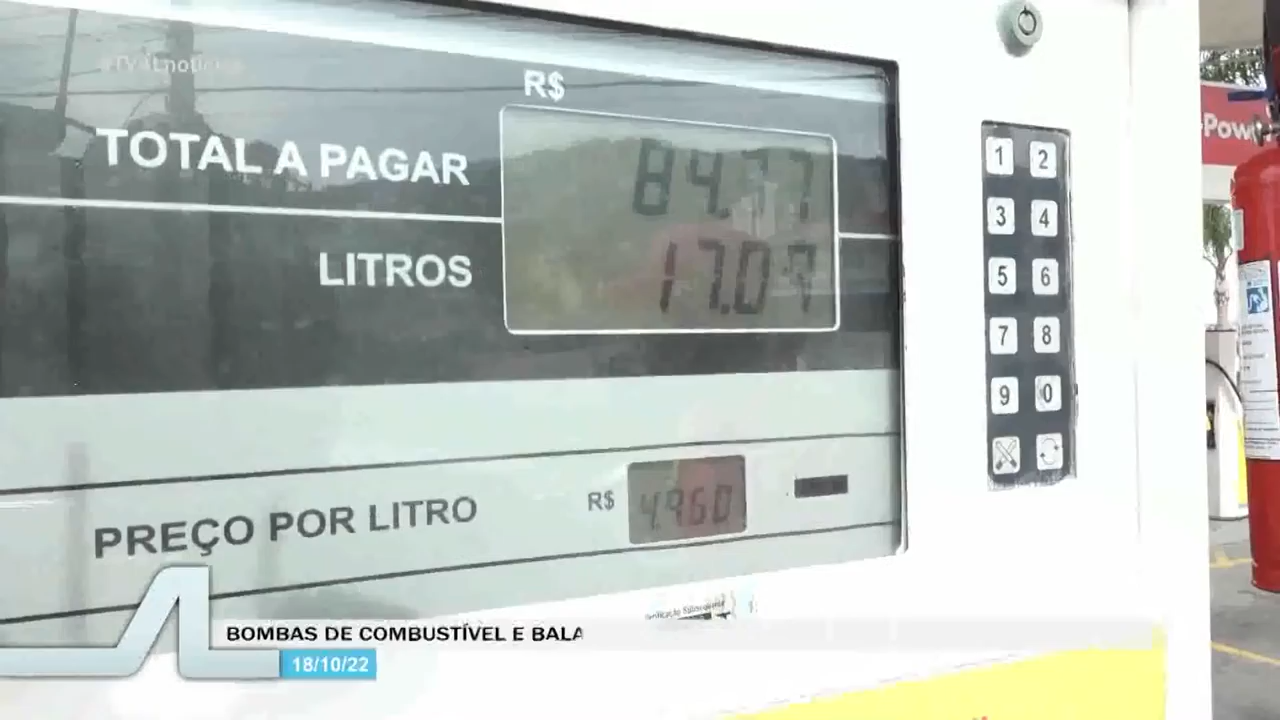 #TVALnotícias
R$
TOTAL A PAGAR 84.77
LITROS 17.09
PREÇO POR LITRO R$ 4.960
1 2
3 4
5 6
7 8
9 0
BOMBAS DE COMBUSTÍVEL E BALA
18/10/22